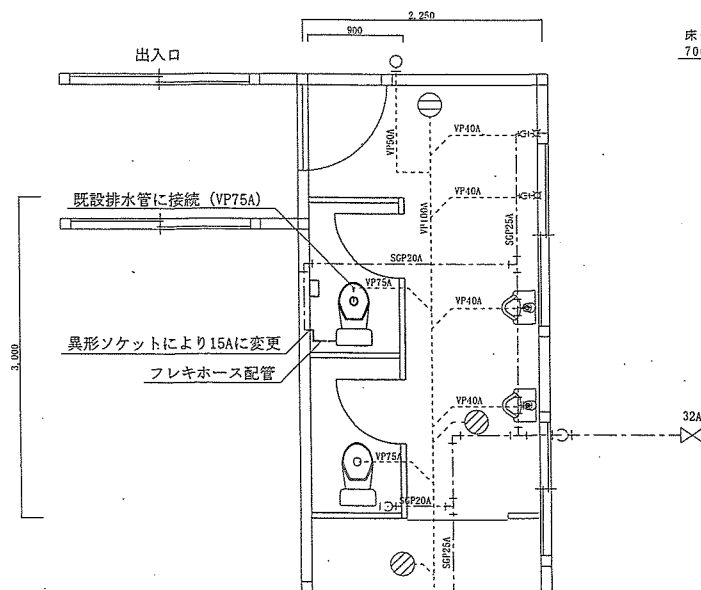 2,250
900
出入口
床
700
VP50A
VP40A
既設排水管に接続（VP75A）
VP40A
VP100A
SGP25A
SGP20A
VP75A
VP40A
3,000
異形ソケットにより15Aに変更
フレキホース配管
VP40A
32A
VP75A
SGP20A
SGP25A